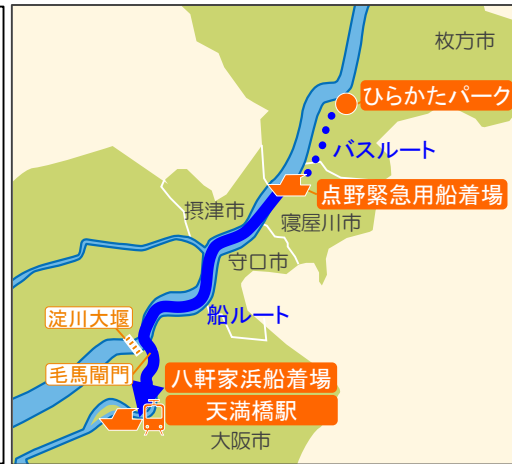 枚方市
ひらかたパーク
バスルート
点野緊急用船着場
摂津市
寝屋川市
守口市
船ルート
淀川大堰
毛馬閘門
八軒家浜船着場
天満橋駅
大阪市